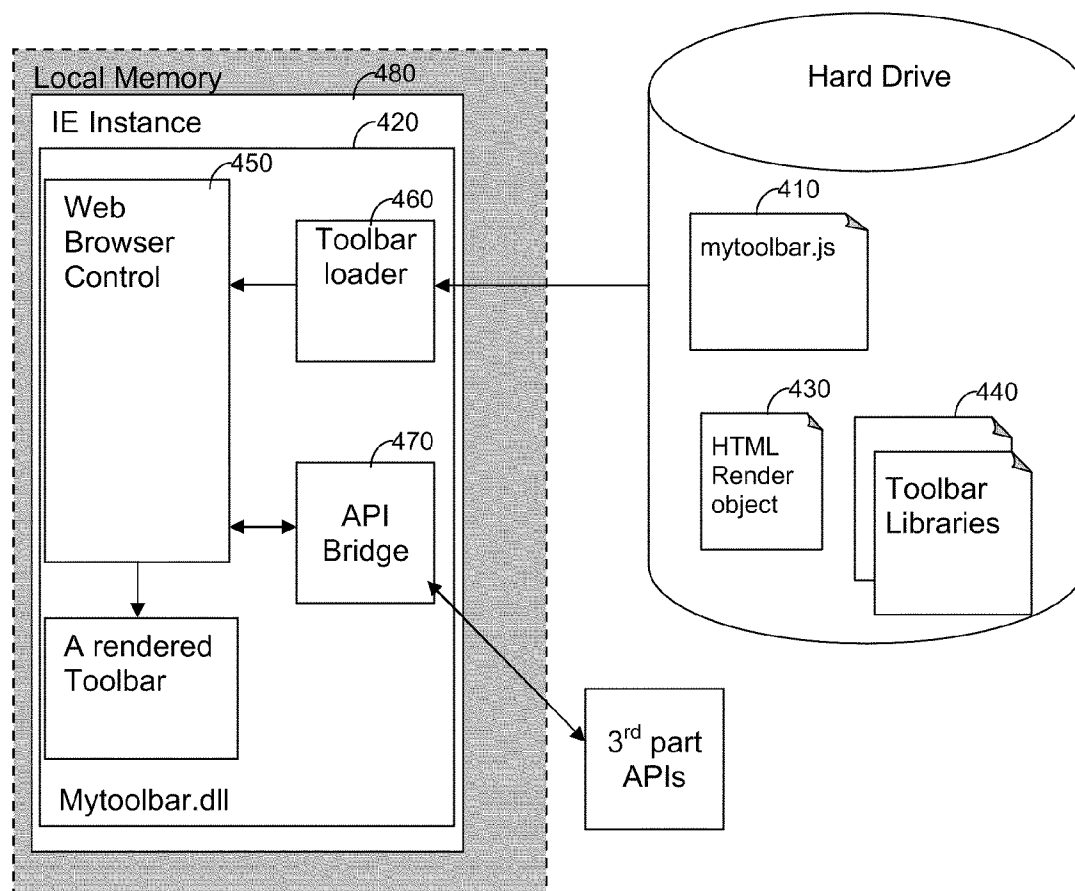 Local Memory
480
IE Instance
420
450
Web
Browser
Control
460
Toolbar
loader
470
API
Bridge
A rendered
Toolbar
Mytoolbar.dll
Hard Drive
410
mytoolbar.js
430
HTML
Render
object
440
Toolbar
Libraries
3rd part
APIs